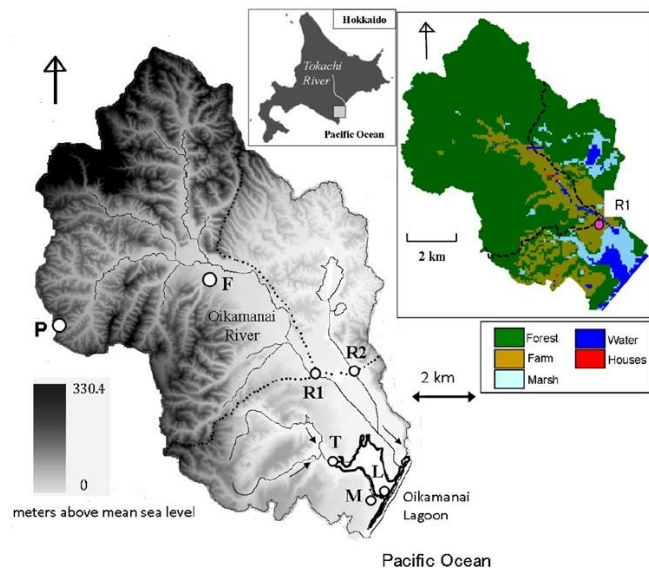 Hokkaido
Tokachi
River
Pacific Ocean
R1
2 km
Forest
Water
Farm
Houses
Marsh
P
F
Oikamanai
River
R2
R1
2 km
330.4
0
meters above mean sea level
T
L
M
Oikamanai
Lagoon
Pacific Ocean